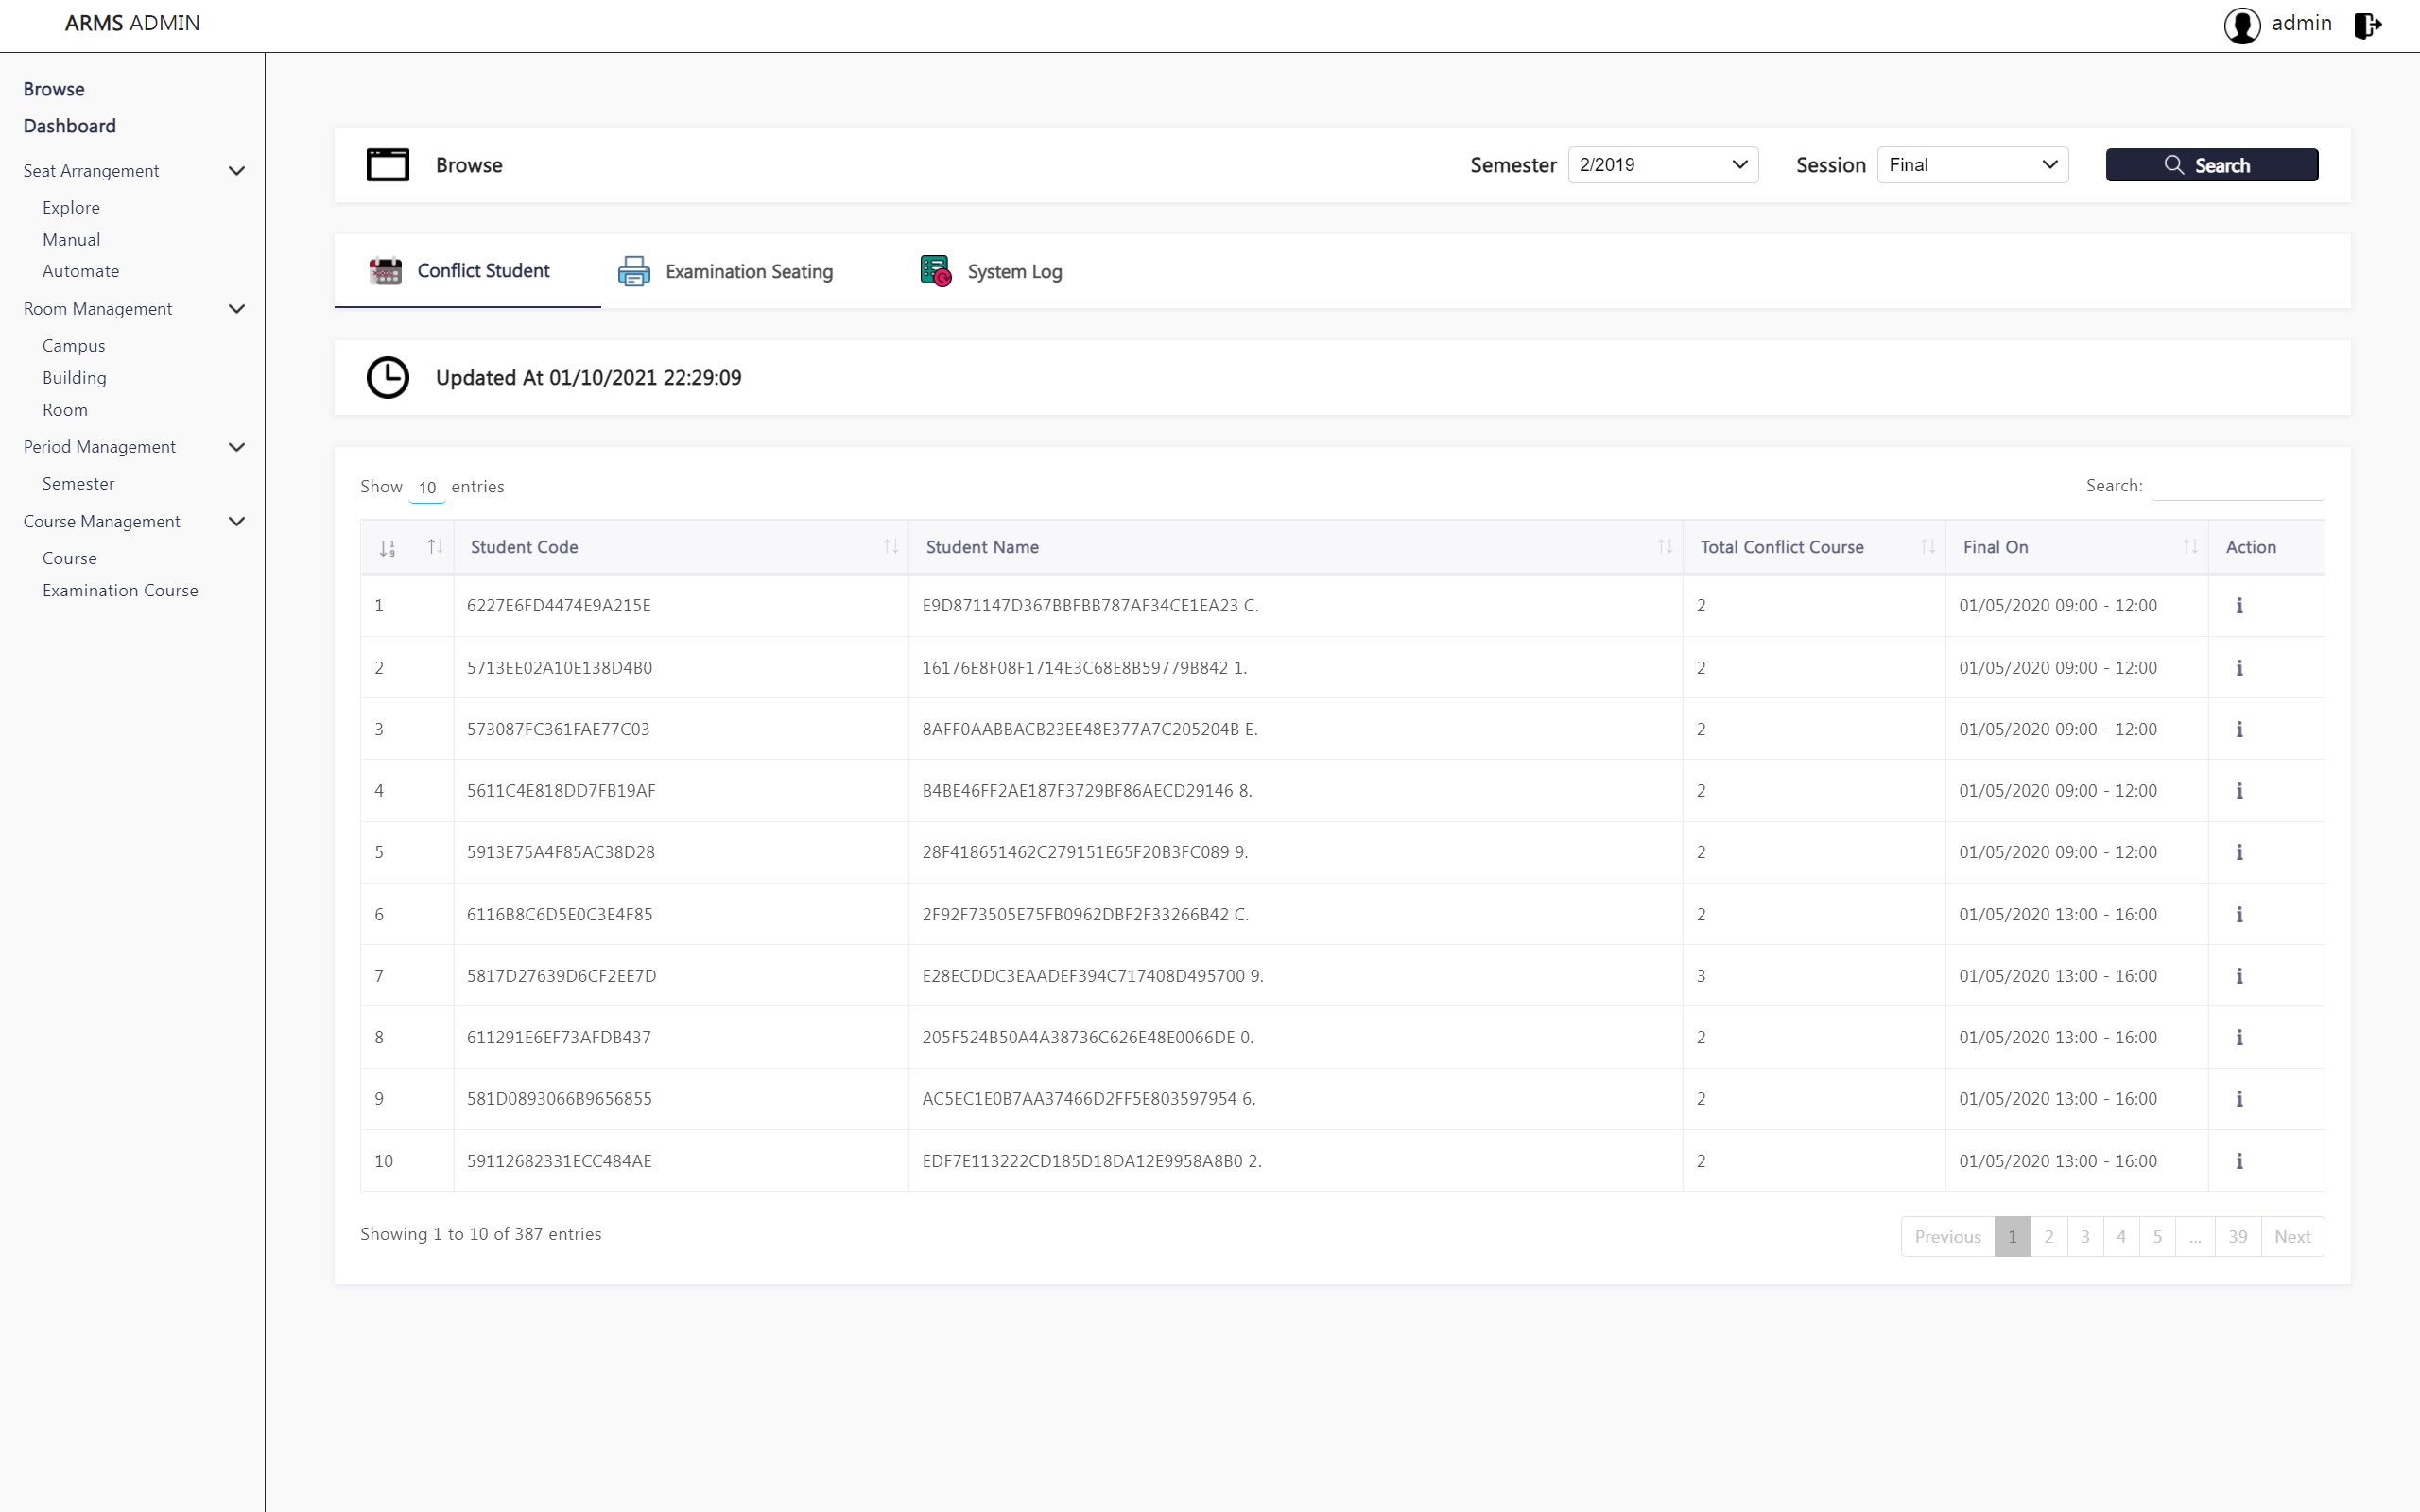 ARMS ADMIN
admin
Browse
Dashboard
Seat Arrangement
Explore
Manual
Automate
Room Management
Campus
Building
Room
Period Management
Semester
Course Management
Course
Examination Course
Browse
Semester 2/2019 Session Final Search
Conflict Student Examination Seating System Log
Updated At 01/10/2021 22:29:09
Show 10 entries
Search:
Student Code Student Name Total Conflict Course Final On Action
1 6227E6FD4474E9A215E E9D871147D367BBFBB787AF34CE1EA23 C. 2 01/05/2020 09:00 - 12:00
2 5713EE02A10E138D4B0 16176E8F08F1714E3C68E8B59779B842 1. 2 01/05/2020 09:00 - 12:00
3 573087FC361FAE77C03 8AFF0AABBACB23EE48E377A7C205204B E. 2 01/05/2020 09:00 - 12:00
4 5611C4E818DD7FB19AF B4BE46FF2AE187F3729BF86AECD29146 8. 2 01/05/2020 09:00 - 12:00
5 5913E75A4F85AC38D28 28F418651462C279151E65F20B3FC089 9. 2 01/05/2020 09:00 - 12:00
6 6116B8C6D5E0C3E4F85 2F92F73505E75FB0962DBF2F33266B42 C. 2 01/05/2020 13:00 - 16:00
7 5817D27639D6CF2EE7D E28ECDDC3EAADEF394C717408D495700 9. 3 01/05/2020 13:00 - 16:00
8 611291E6EF73AFDB437 205F524B50A4A38736C626E48E0066DE 0. 2 01/05/2020 13:00 - 16:00
9 581D0893066B9656855 AC5EC1E0B7AA37466D2FF5E803597954 6. 2 01/05/2020 13:00 - 16:00
10 59112682331ECC484AE EDF7E113222CD185D18DA12E9958A8B0 2. 2 01/05/2020 13:00 - 16:00
Showing 1 to 10 of 387 entries
Previous 1 2 3 4 5 ... 39 Next